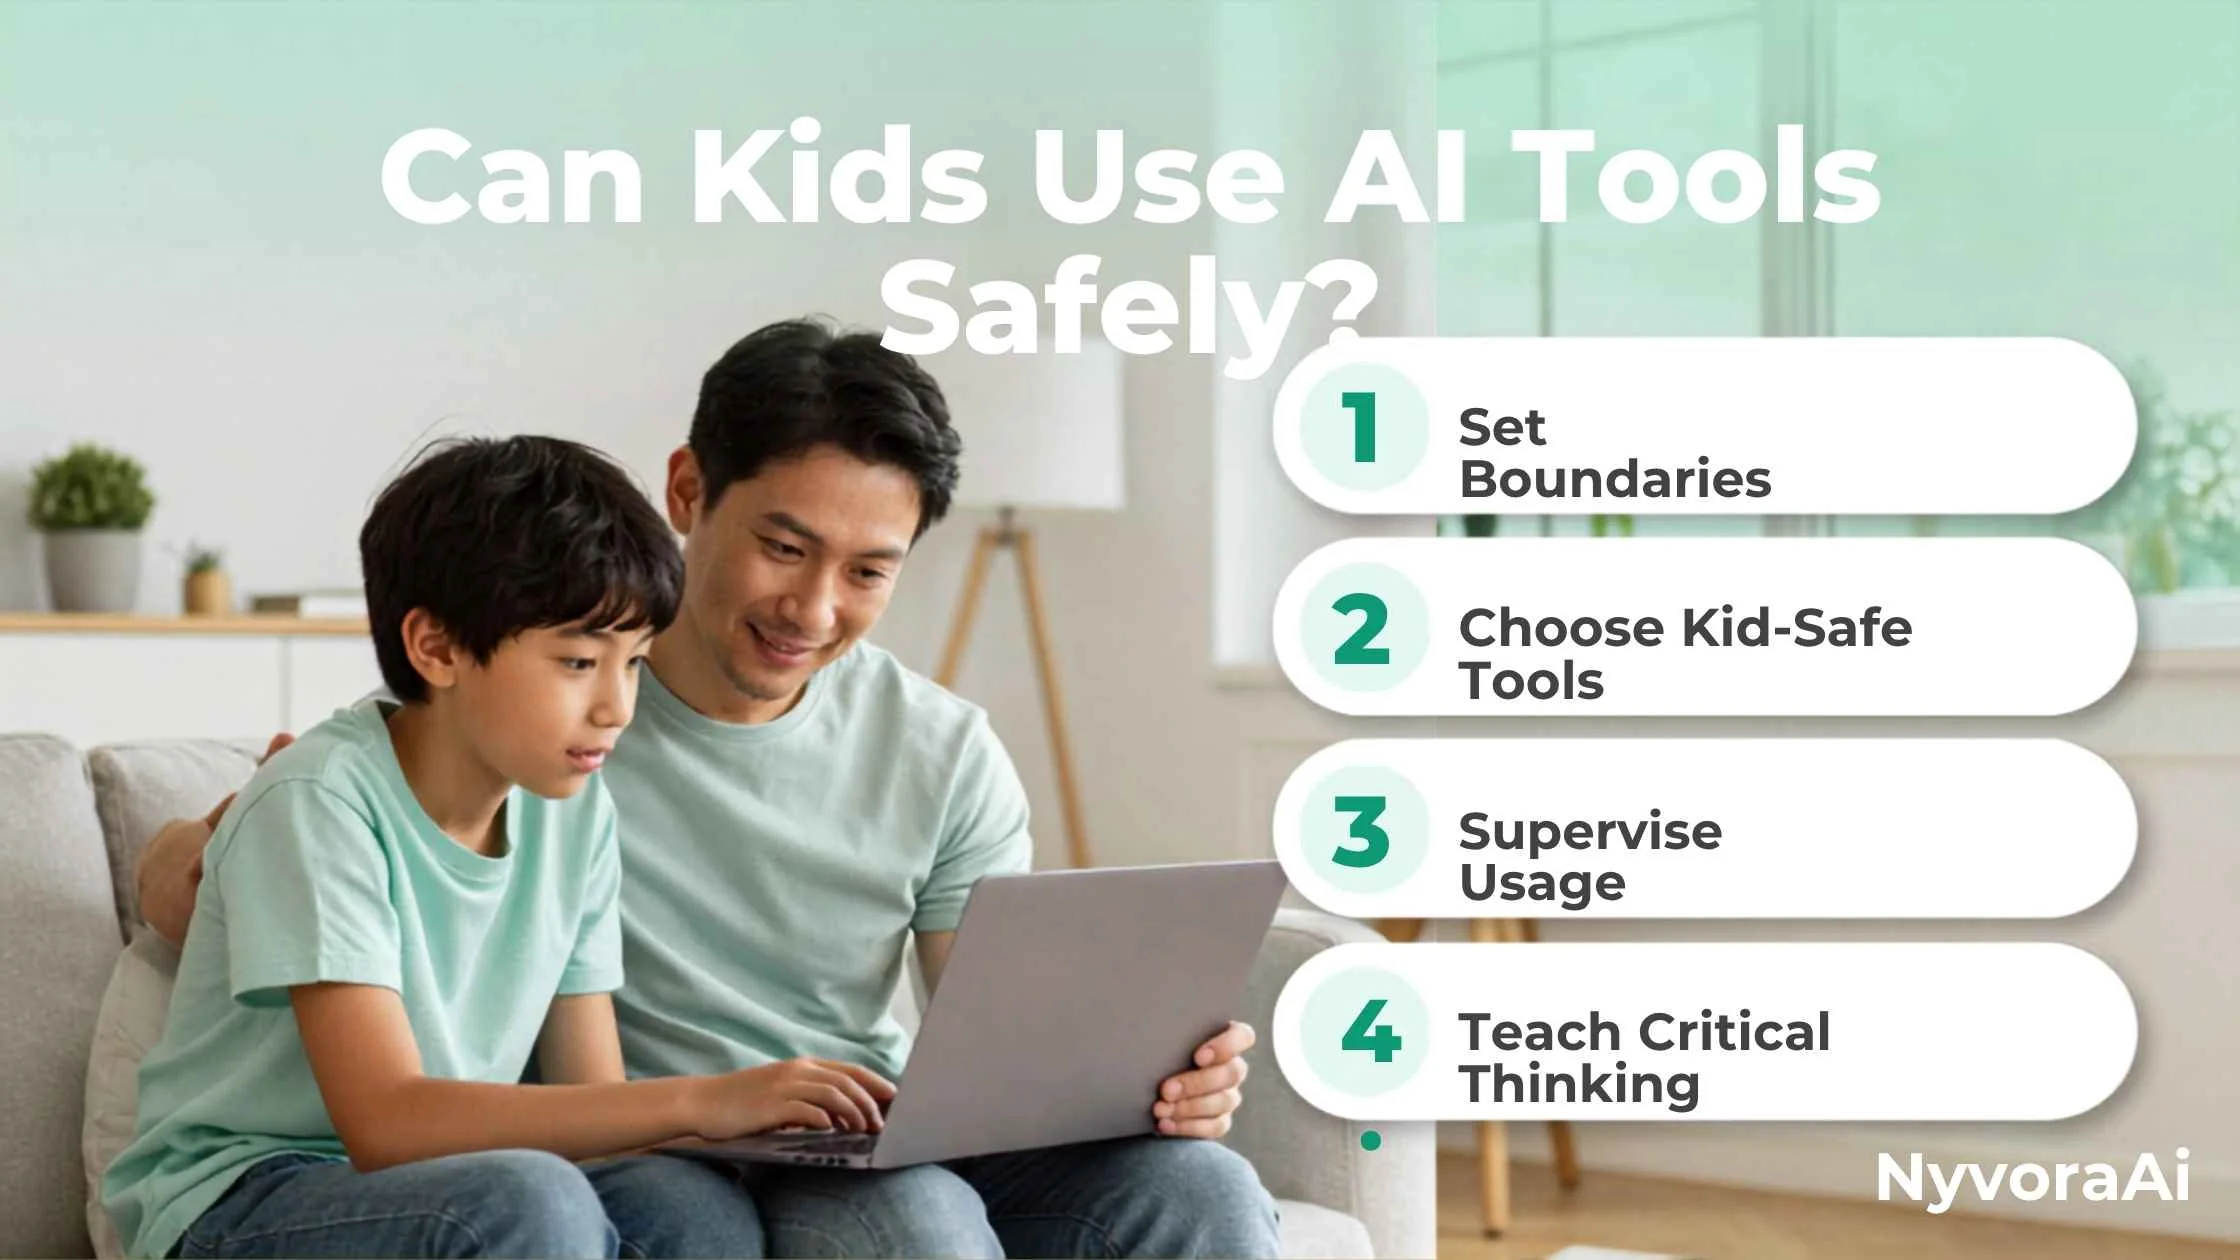 Can Kids Use AI Tools
Safely?
1
Set
Boundaries
2
Choose Kid-Safe
Tools
3
Supervise
Usage
4
Teach Critical
Thinking
NyvoraAi